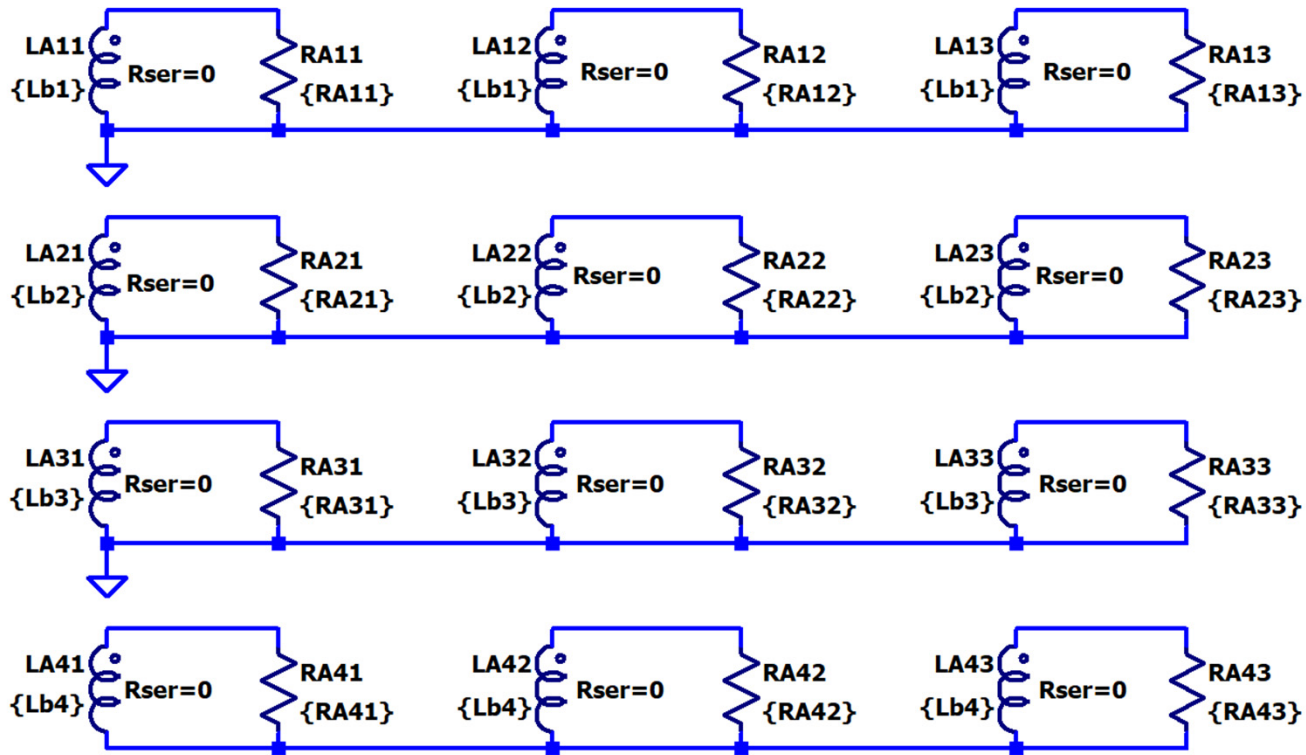 LA11
{Lb1}
Rser=0
RA11
{RA11}
LA12
{Lb1}
Rser=0
RA12
{RA12}
LA13
{Lb1}
Rser=0
RA13
{RA13}
LA21
{Lb2}
Rser=0
RA21
{RA21}
LA22
{Lb2}
Rser=0
RA22
{RA22}
LA23
{Lb2}
Rser=0
RA23
{RA23}
LA31
{Lb3}
Rser=0
RA31
{RA31}
LA32
{Lb3}
Rser=0
RA32
{RA32}
LA33
{Lb3}
Rser=0
RA33
{RA33}
LA41
{Lb4}
Rser=0
RA41
{RA41}
LA42
{Lb4}
Rser=0
RA42
{RA42}
LA43
{Lb4}
Rser=0
RA43
{RA43}